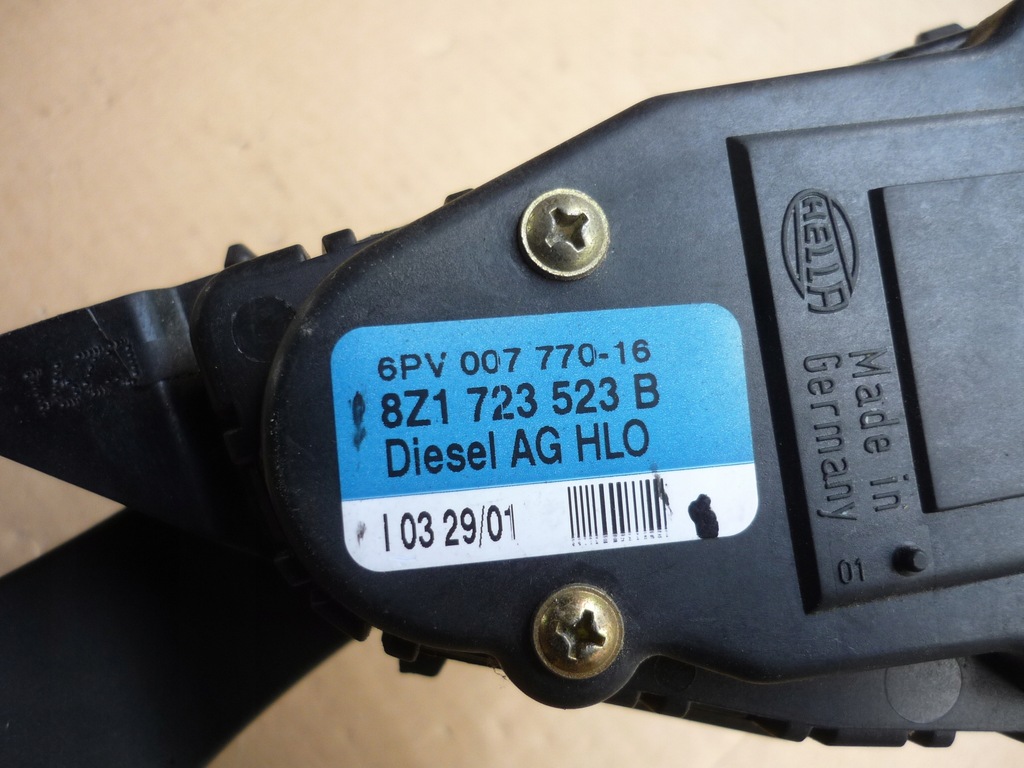 6PV 007 770-16
8Z1 723 523 B
Diesel AG HLO
I 03 29/01
HELLA
Made in
Germany
01